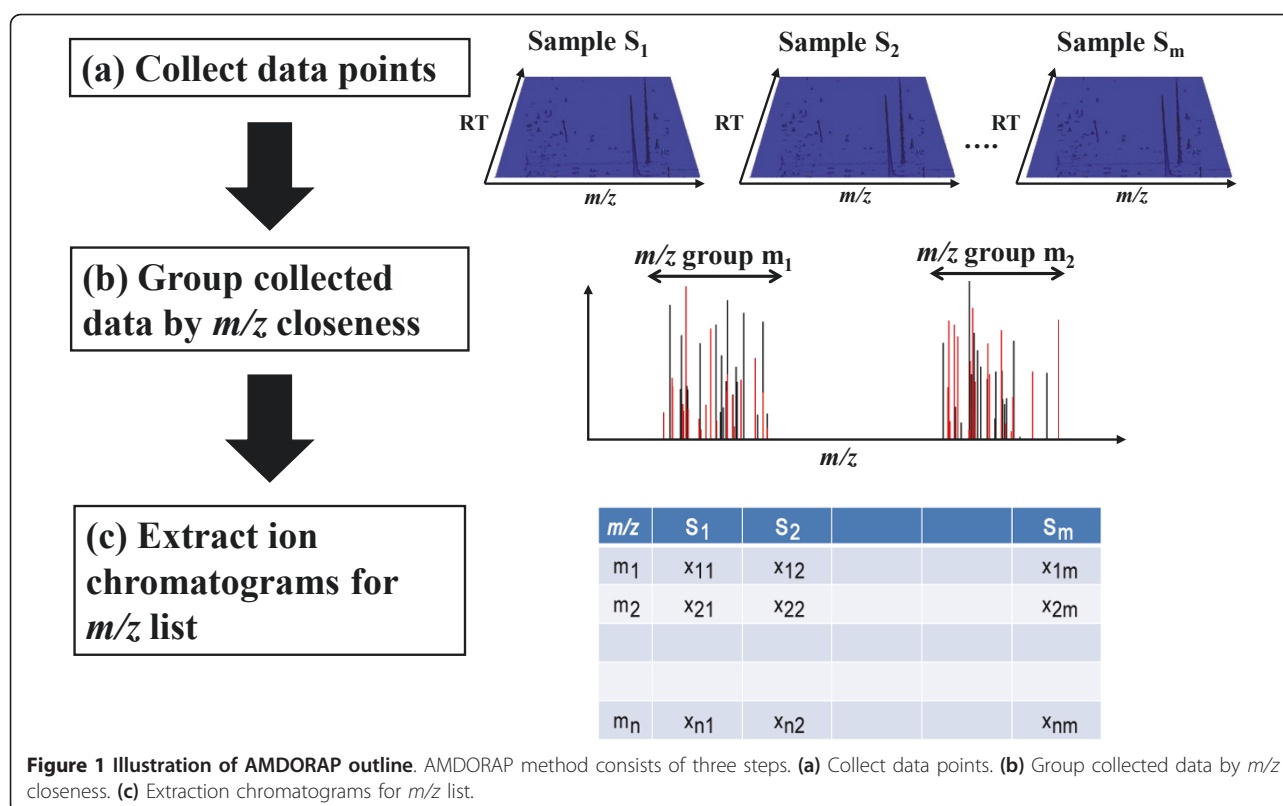 (a) Collect data points
Sample S₁
Sample S₂
Sample Sₘ
RT
m/z
RT
m/z
....
RT
m/z
(b) Group collected
data by m/z closeness
m/z group m₁
m/z group m₂
m/z
(c) Extract ion
chromatograms for
m/z list
m/z S₁ S₂ Sₘ
m₁ x₁₁ x₁₂ x₁ₘ
m₂ x₂₁ x₂₂ x₂ₘ
mₙ xₙ₁ xₙ₂ xₙₘ
Figure 1 Illustration of AMDORAP outline. AMDORAP method consists of three steps. (a) Collect data points. (b) Group collected data by m/z
closeness. (c) Extraction chromatograms for m/z list.